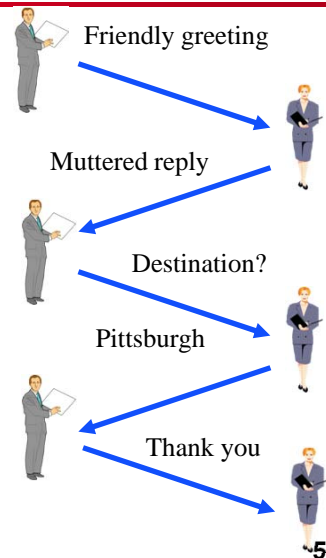 Friendly greeting
Muttered reply
Destination?
Pittsburgh
Thank you
5